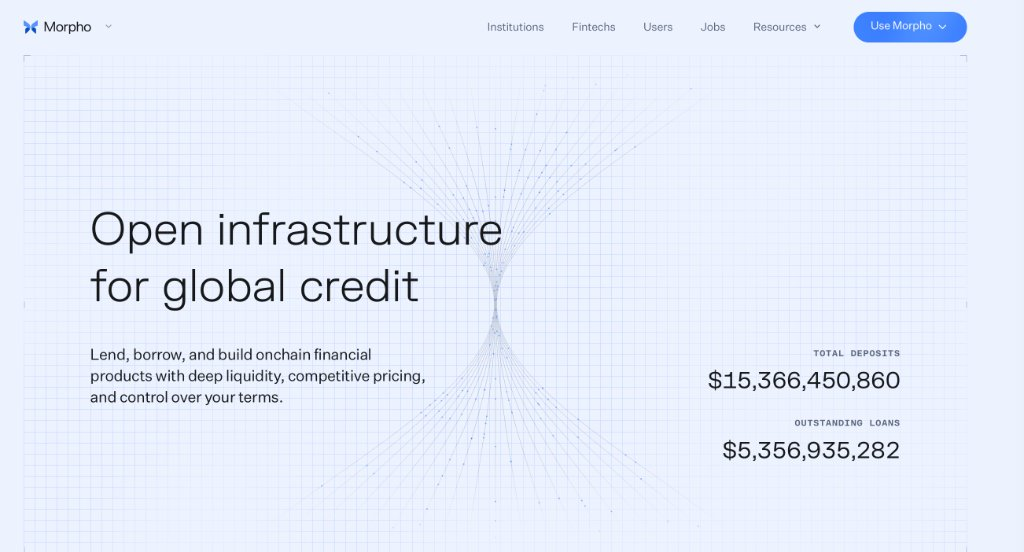 Morpho
Institutions
Fintechs
Users
Jobs
Resources
Use Morpho
Open infrastructure
for global credit
Lend, borrow, and build onchain financial
products with deep liquidity, competitive pricing,
and control over your terms.
TOTAL DEPOSITS
$15,366,450,860
OUTSTANDING LOANS
$5,356,935,282